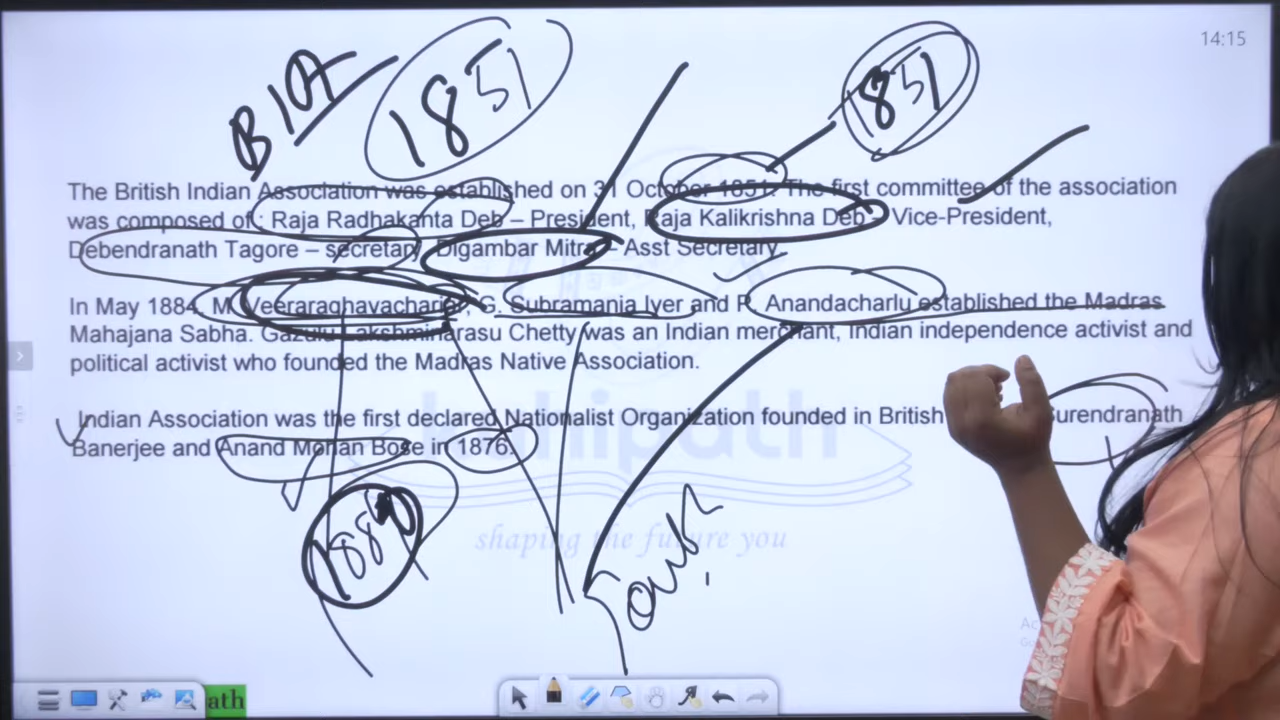 14:15
BIA
1851
1851
The British Indian Association was established on 31 October 1851. The first committee of the association
was composed of : Raja Radhakanta Deb – President, Raja Kalikrishna Deb – Vice-President,
Debendranath Tagore – secretary Digambar Mitra – Asst Secretary.
In May 1884, M. Veeraraghavachariar, G. Subramania Iyer and P. Anandacharlu established the Madras
Mahajana Sabha. Gazulu Lakshminarasu Chetty was an Indian merchant, Indian independence activist and
political activist who founded the Madras Native Association.
Indian Association was the first declared Nationalist Organization founded in British Surendranath
Banerjee and Anand Mohan Bose in 1876.
shaping the future you
ath